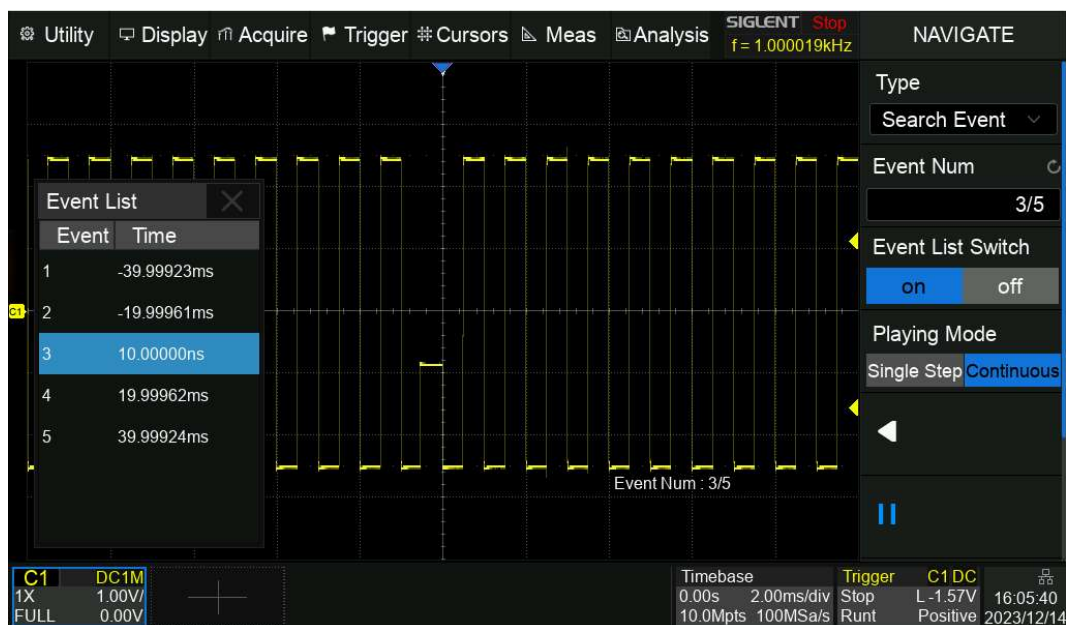 Utility Display Acquire Trigger Cursors Meas Analysis
SIGLENT Stop
f = 1.000019kHz
NAVIGATE
Type
Search Event
Event Num
3/5
Event List Switch
on off
Playing Mode
Single Step Continuous
Event List
Event Time
1 -39.99923ms
2 -19.99961ms
3 10.00000ns
4 19.99962ms
5 39.99924ms
C1
Event Num : 3/5
C1 DC1M
1X 1.00V/
FULL 0.00V
Timebase
0.00s 2.00ms/div
10.0Mpts 100MSa/s
Trigger C1 DC
Stop L -1.57V
Runt Positive
16:05:40
2023/12/14